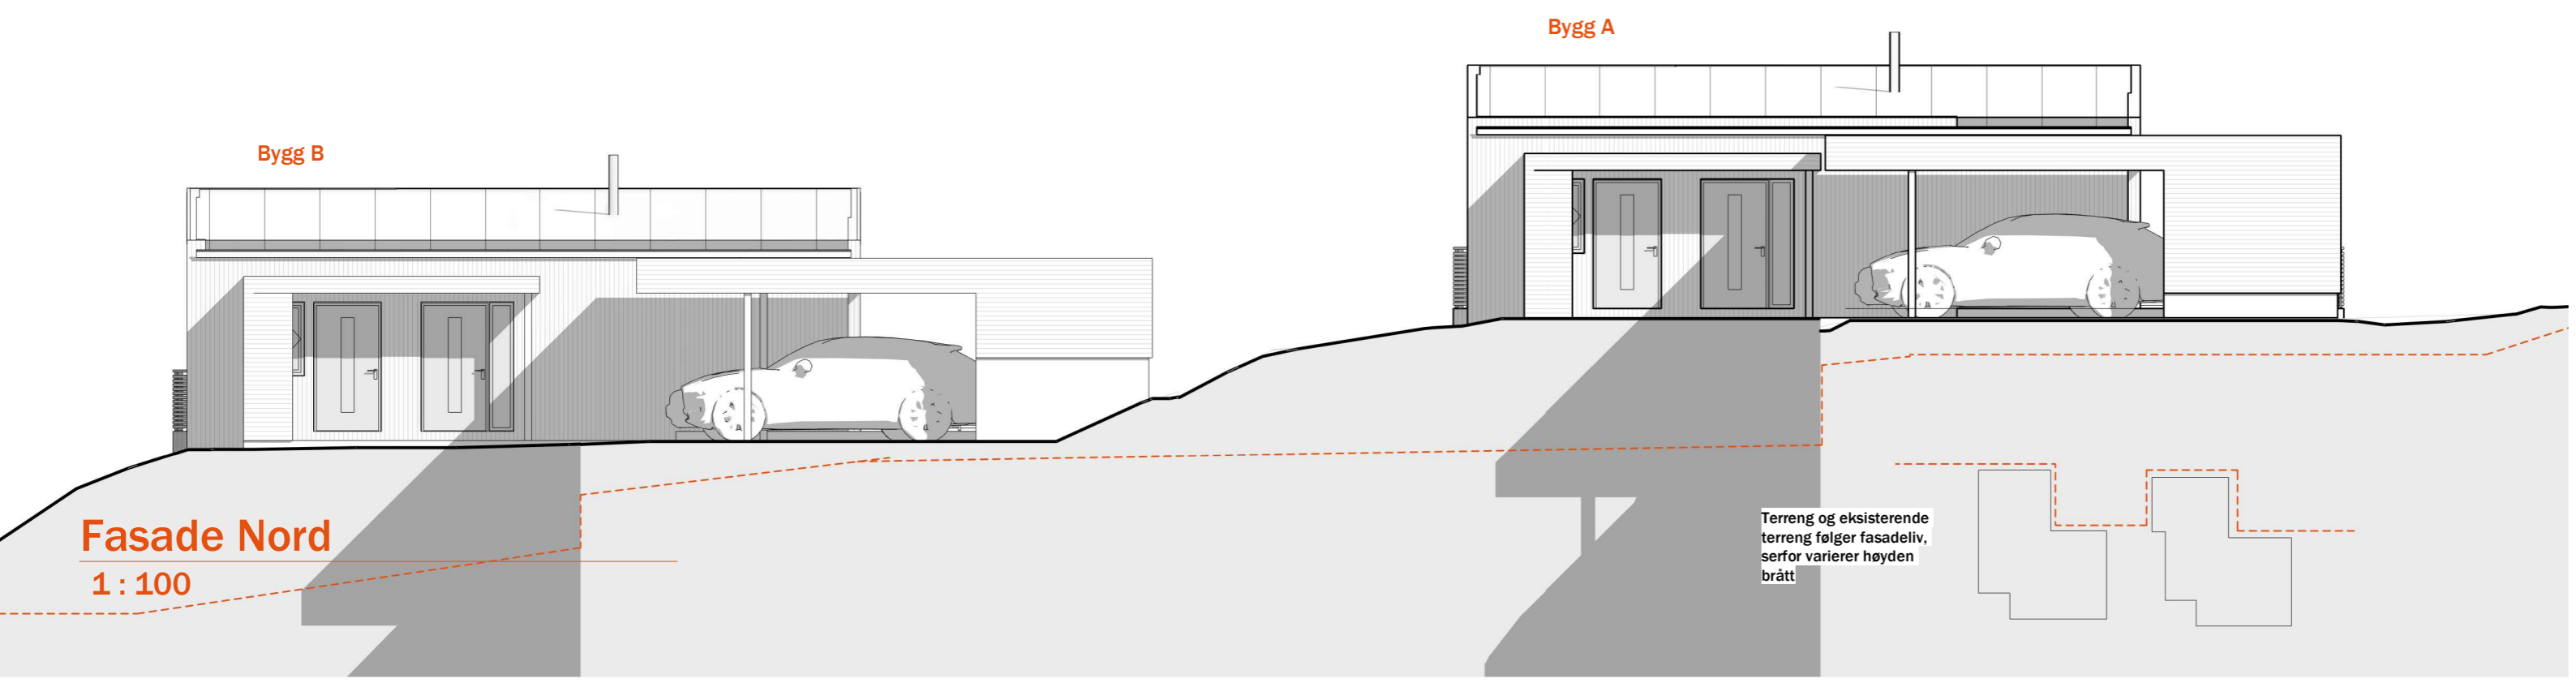 Bygg A
Bygg B
Fasade Nord
1 : 100
Terreng og eksisterende
terreng følger fasadeliv,
serfor varierer høyden
brått